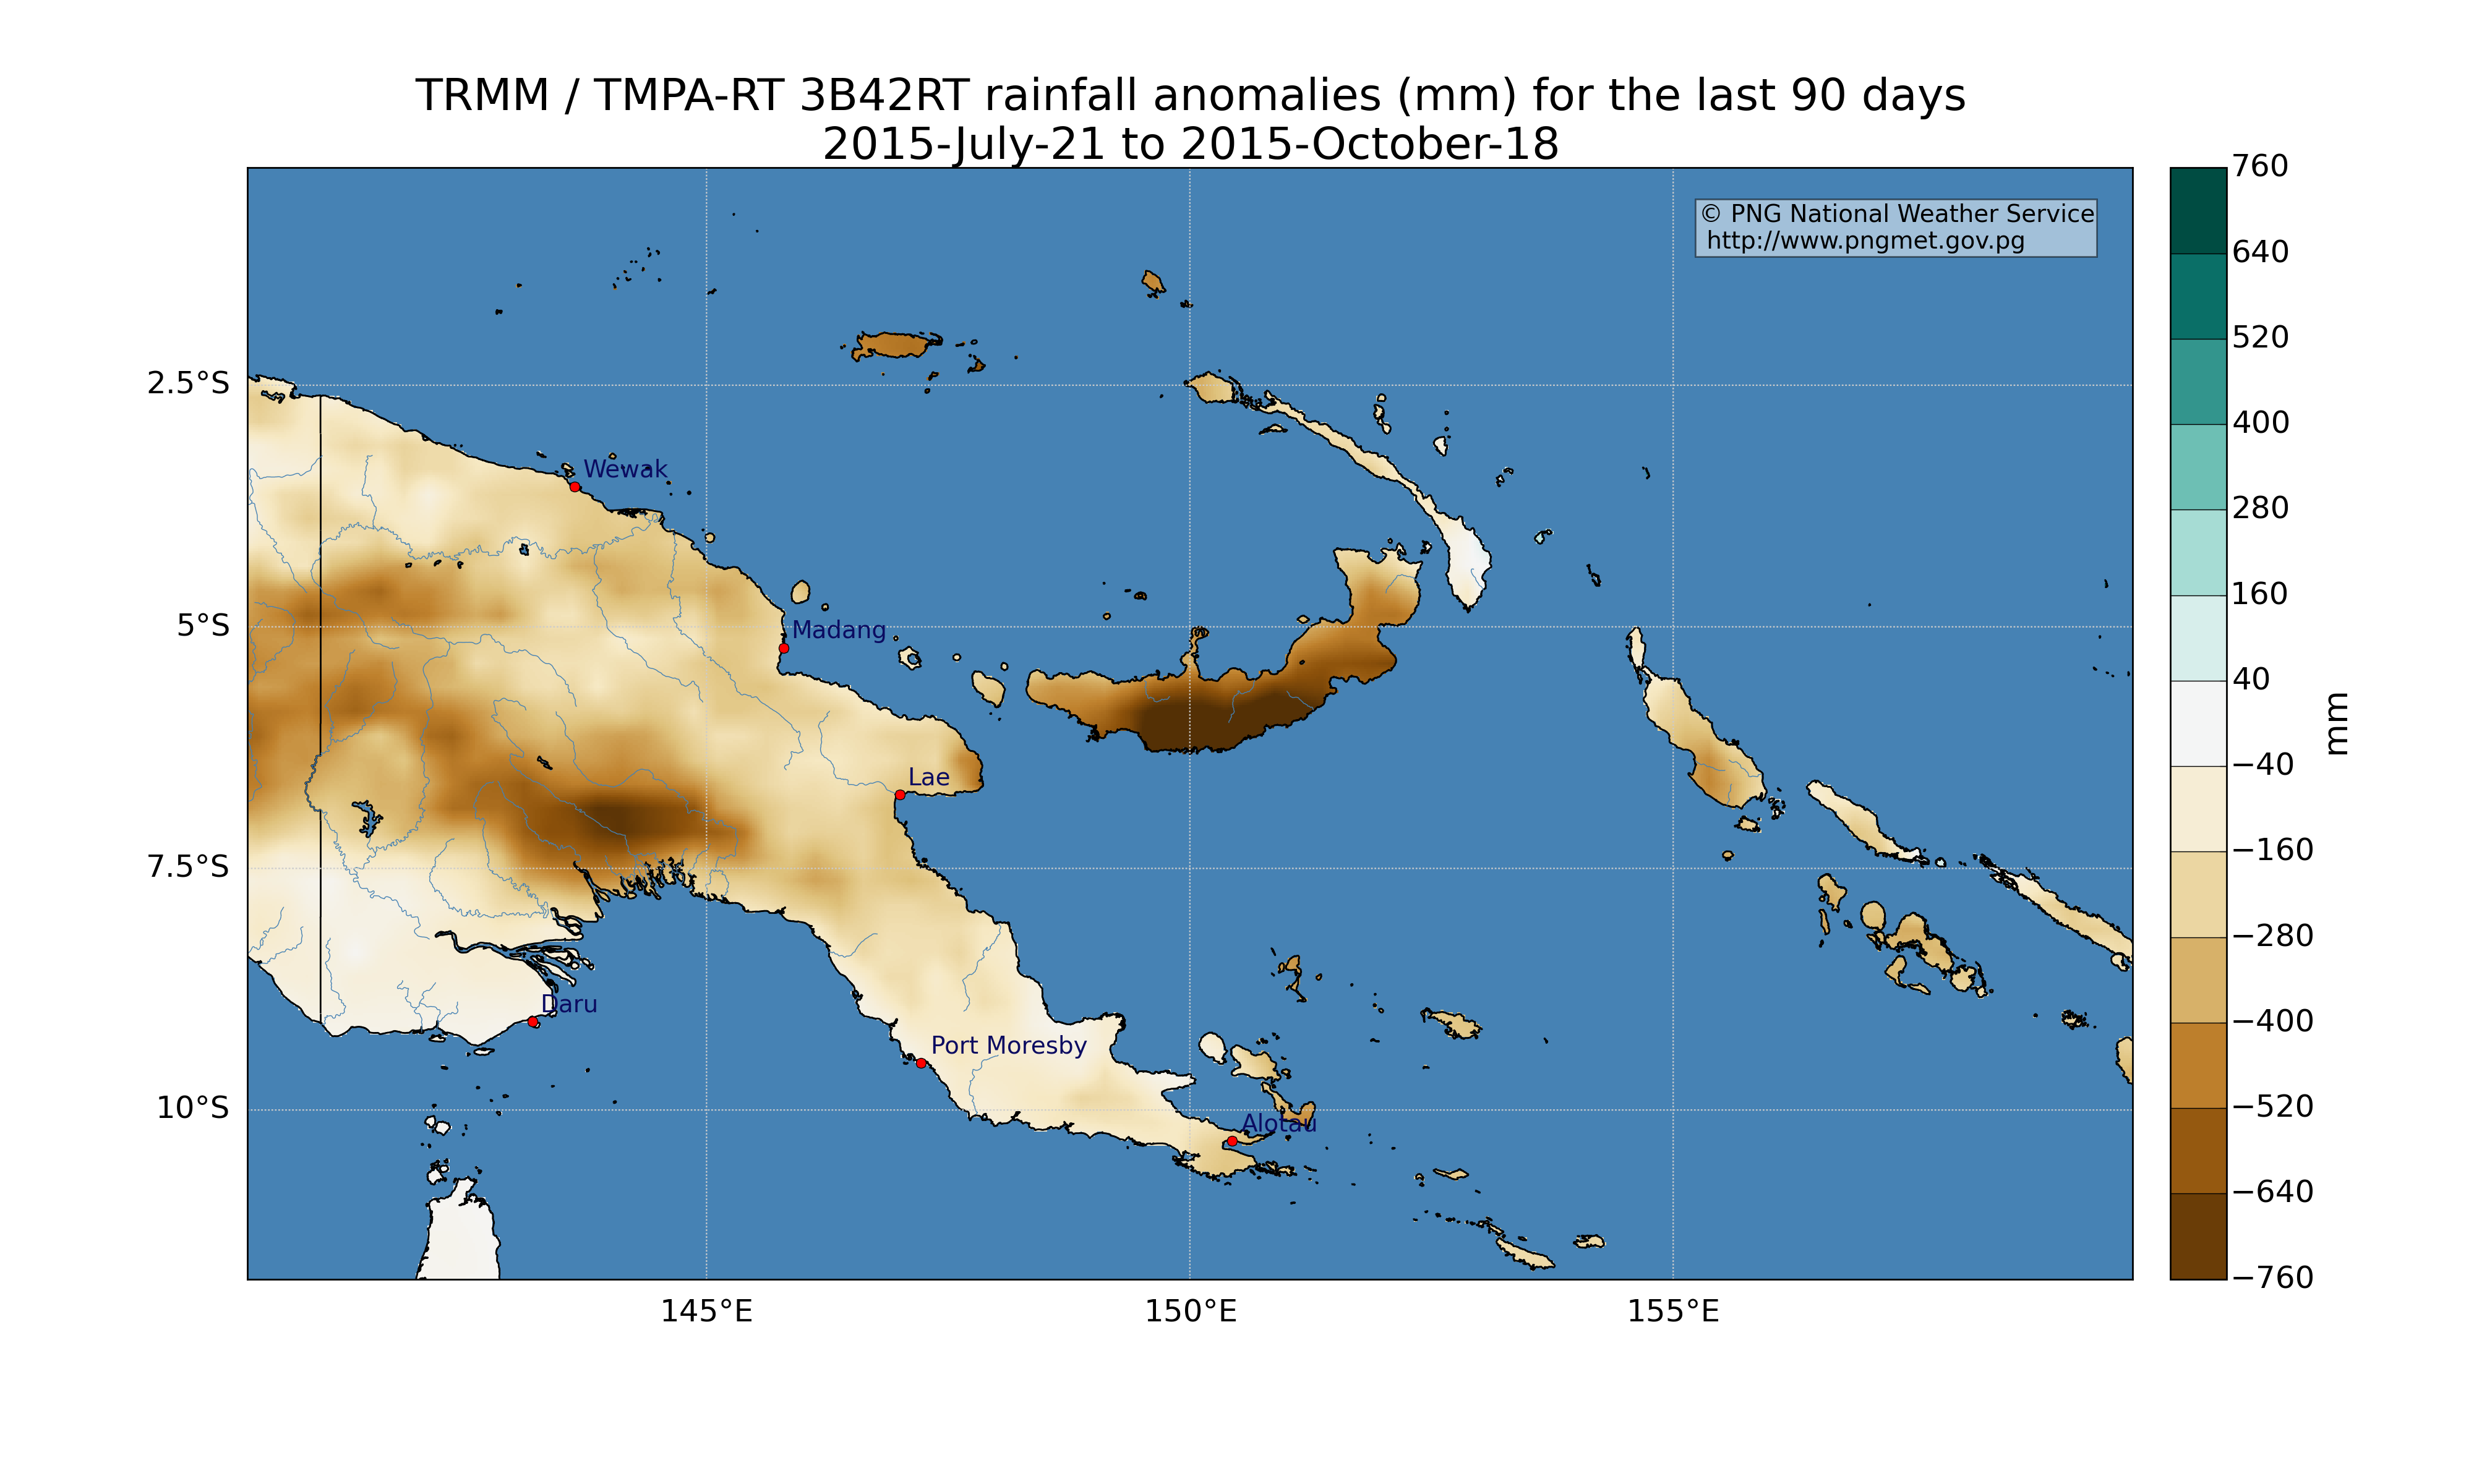 TRMM / TMPA-RT 3B42RT rainfall anomalies (mm) for the last 90 days
2015-July-21 to 2015-October-18
© PNG National Weather Service
http://www.pngmet.gov.pg
760
640
520
400
280
160
40
−40
−160
−280
−400
−520
−640
−760
mm
2.5°S
5°S
7.5°S
10°S
Wewak
Madang
Lae
Daru
Port Moresby
Alotau
145°E
150°E
155°E